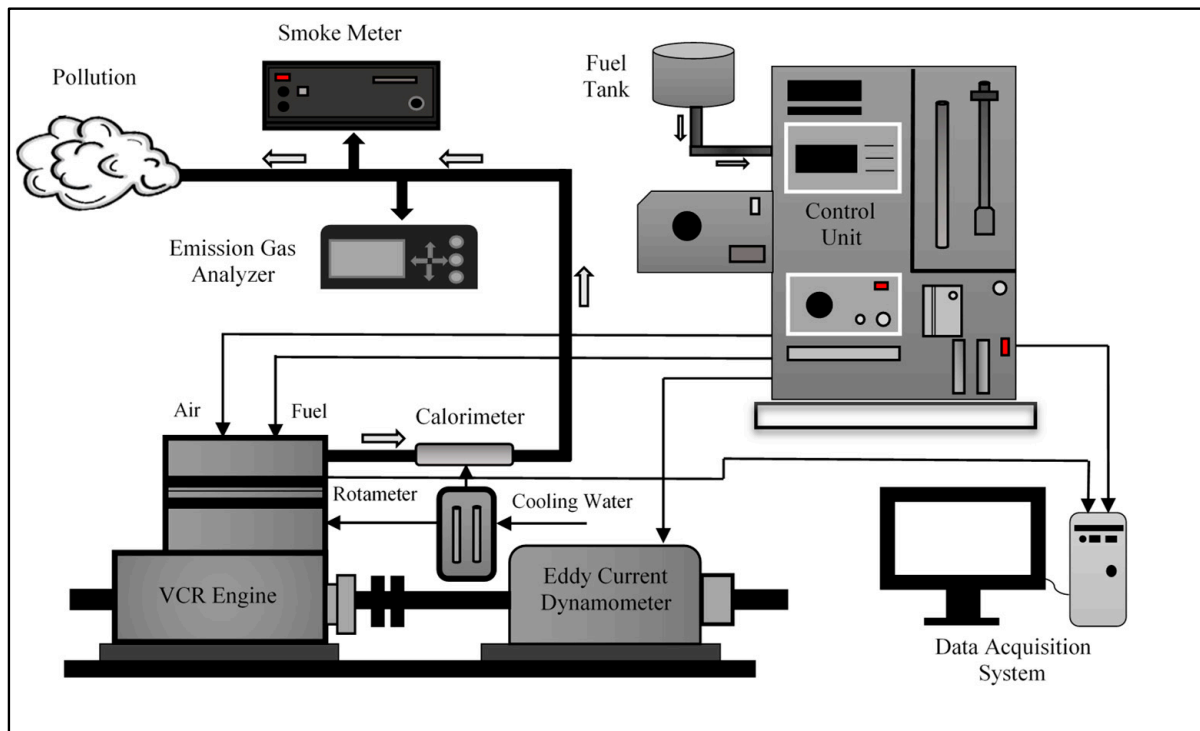 Smoke Meter
Pollution
Fuel
Tank
Control
Unit
Emission Gas
Analyzer
Air
Fuel
Calorimeter
Rotameter
Cooling Water
VCR Engine
Eddy Current
Dynamometer
Data Acquisition
System